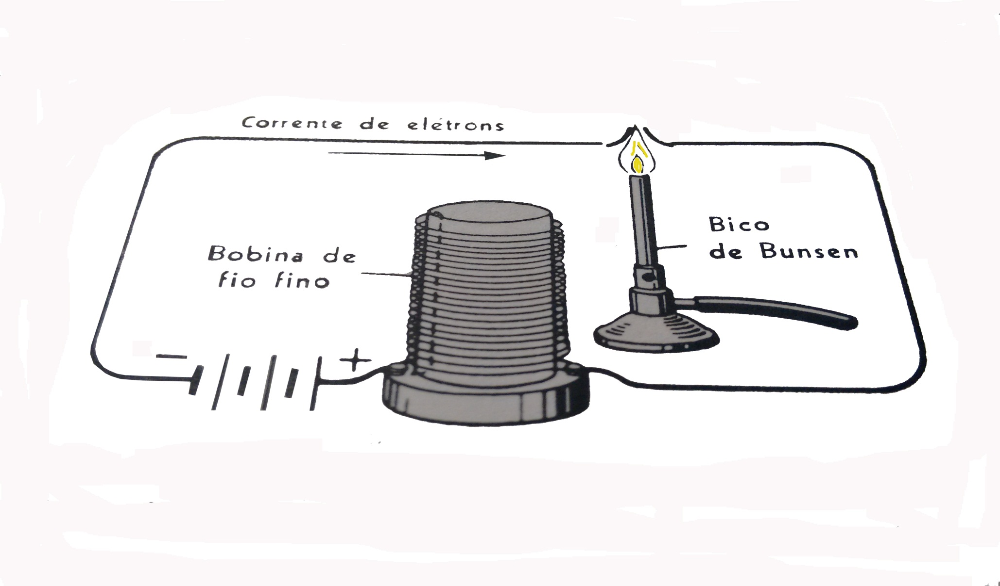 Corrente de elétrons
Bico
de Bunsen
Bobina de
fio fino
− +